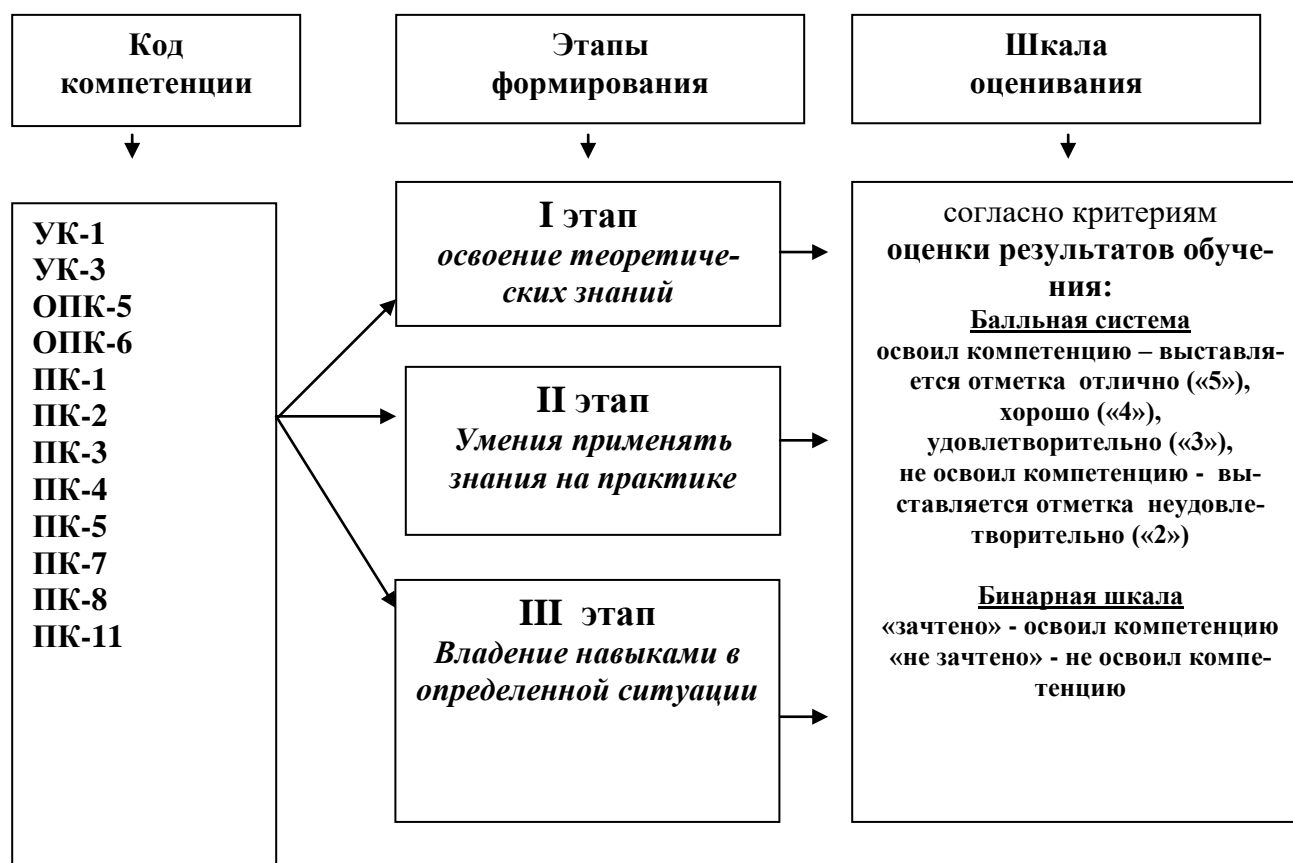 Код
компетенции
Этапы
формирования
Шкала
оценивания
УК-1
УК-3
ОПК-5
ОПК-6
ПК-1
ПК-2
ПК-3
ПК-4
ПК-5
ПК-7
ПК-8
ПК-11
I этап
освоение теоретиче-
ских знаний
II этап
Умения применять
знания на практике
III этап
Владение навыками в
определенной ситуации
согласно критериям
оценки результатов обуче-
ния:
Балльная система
освоил компетенцию – выставля-
ется отметка отлично («5»),
хорошо («4»),
удовлетворительно («3»),
не освоил компетенцию - вы-
ставляется отметка неудовле-
творительно («2»)
Бинарная шкала
«зачтено» - освоил компетенцию
«не зачтено» - не освоил компе-
тенцию